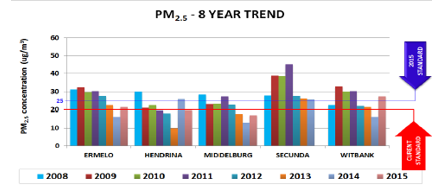 PM2.5 - 8 YEAR TREND
PM2.5 Concentration (ug/m³)
60
50
40
30
25
20
10
0
ERMELO HENDRINA MIDDELBURG SECUNDA WITBANK
2015 STANDARD
CURENT STANDARD
2008 2009 2010 2011 2012 2013 2014 2015